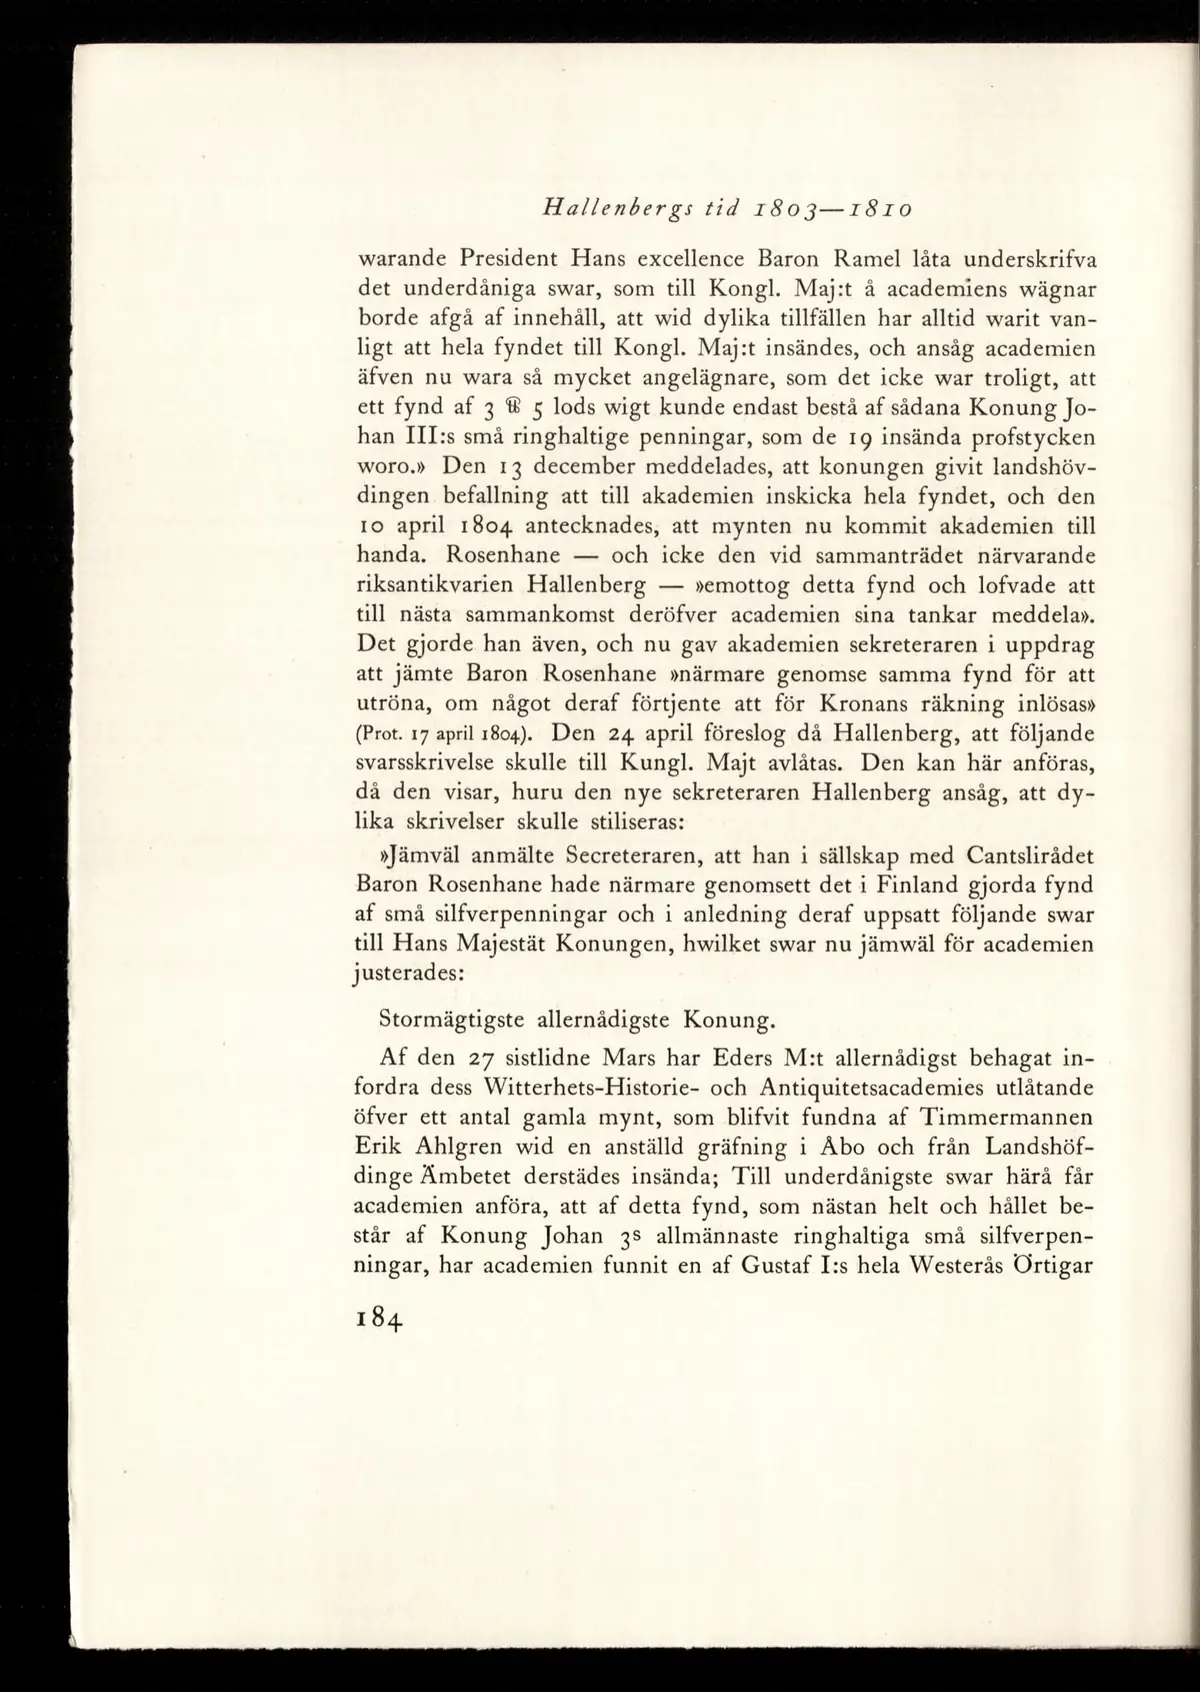 Hallenbergs tid 1803—1810
warande President Hans excellence Baron Ramel låta underskrifva
det underdåniga swar, som till Kongl. Maj:t å academiens wägnar
borde afgå af innehåll, att wid dylika tillfällen har alltid warit van-
ligt att hela fyndet till Kongl. Maj:t insändes, och ansåg academien
äfven nu wara så mycket angelägnare, som det icke war troligt, att
ett fynd af 3 ℔ 5 lods wigt kunde endast bestå af sådana Konung Jo-
han III:s små ringhaltige penningar, som de 19 insända profstycken
woro.» Den 13 december meddelades, att konungen givit landshöv-
dingen befallning att till akademien inskicka hela fyndet, och den
10 april 1804 antecknades, att mynten nu kommit akademien till
handa. Rosenhane — och icke den vid sammanträdet närvarande
riksantikvarien Hallenberg — »emottog detta fynd och lofvade att
till nästa sammankomst deröfver academien sina tankar meddela».
Det gjorde han även, och nu gav akademien sekreteraren i uppdrag
att jämte Baron Rosenhane »närmare genomse samma fynd för att
utröna, om något deraf förtjente att för Kronans räkning inlösas»
(Prot. 17 april 1804). Den 24 april föreslog då Hallenberg, att följande
svarsskrivelse skulle till Kungl. Majt avlåtas. Den kan här anföras,
då den visar, huru den nye sekreteraren Hallenberg ansåg, att dy-
lika skrivelser skulle stiliseras:
»Jämväl anmälte Secreteraren, att han i sällskap med Cantslirådet
Baron Rosenhane hade närmare genomsett det i Finland gjorda fynd
af små silfverpenningar och i anledning deraf uppsatt följande swar
till Hans Majestät Konungen, hwilket swar nu jämwäl för academien
justerades:
Stormägtigste allernådigste Konung.
Af den 27 sistlidne Mars har Eders M:t allernådigst behagat in-
fordra dess Witterhets-Historie- och Antiquitetsacademies utlåtande
öfver ett antal gamla mynt, som blifvit fundna af Timmermannen
Erik Ahlgren wid en anställd gräfning i Åbo och från Landshöf-
dinge Ämbetet derstädes insända; Till underdånigste swar härå får
academien anföra, att af detta fynd, som nästan helt och hållet be-
står af Konung Johan 3s allmännaste ringhaltiga små silfverpen-
ningar, har academien funnit en af Gustaf I:s hela Westerås Örtigar
184